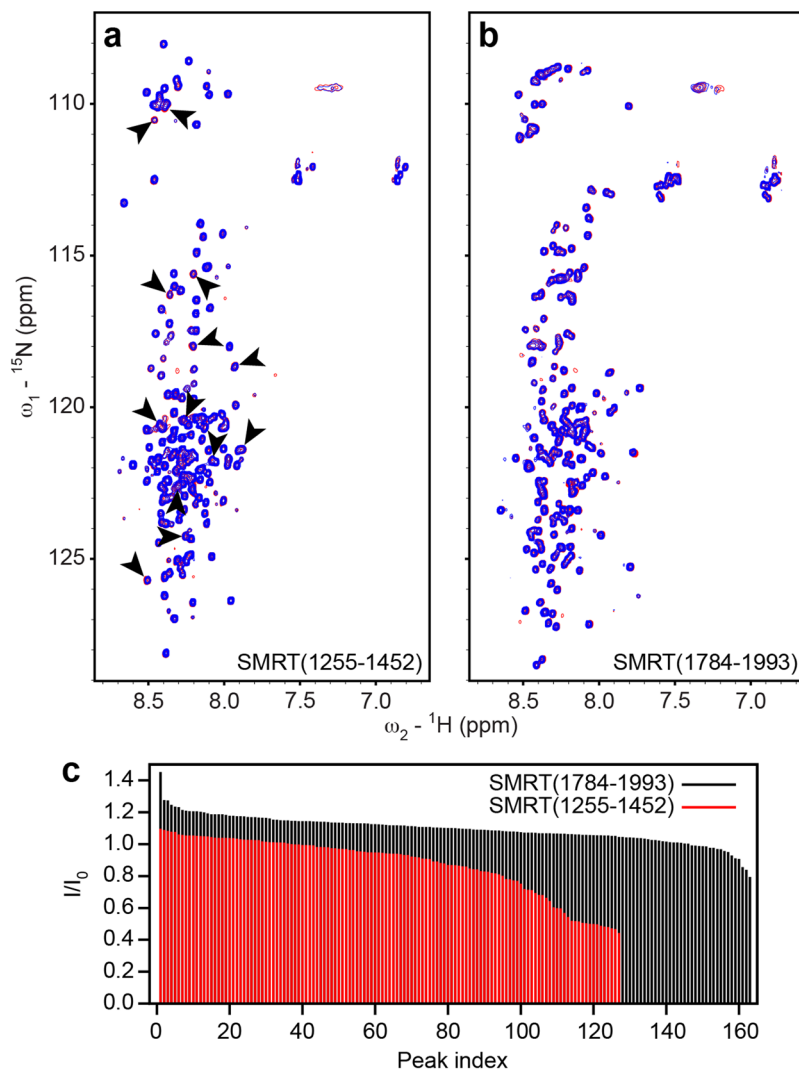 a
b
110
115
120
125
ω1 - 15N (ppm)
SMRT(1255-1452)
SMRT(1784-1993)
8.5 8.0 7.5 7.0 8.5 8.0 7.5 7.0
ω2 - 1H (ppm)
c
SMRT(1784-1993)
SMRT(1255-1452)
1.4
1.2
1.0
0.8
0.6
0.4
0.2
0.0
I/I0
0 20 40 60 80 100 120 140 160
Peak index